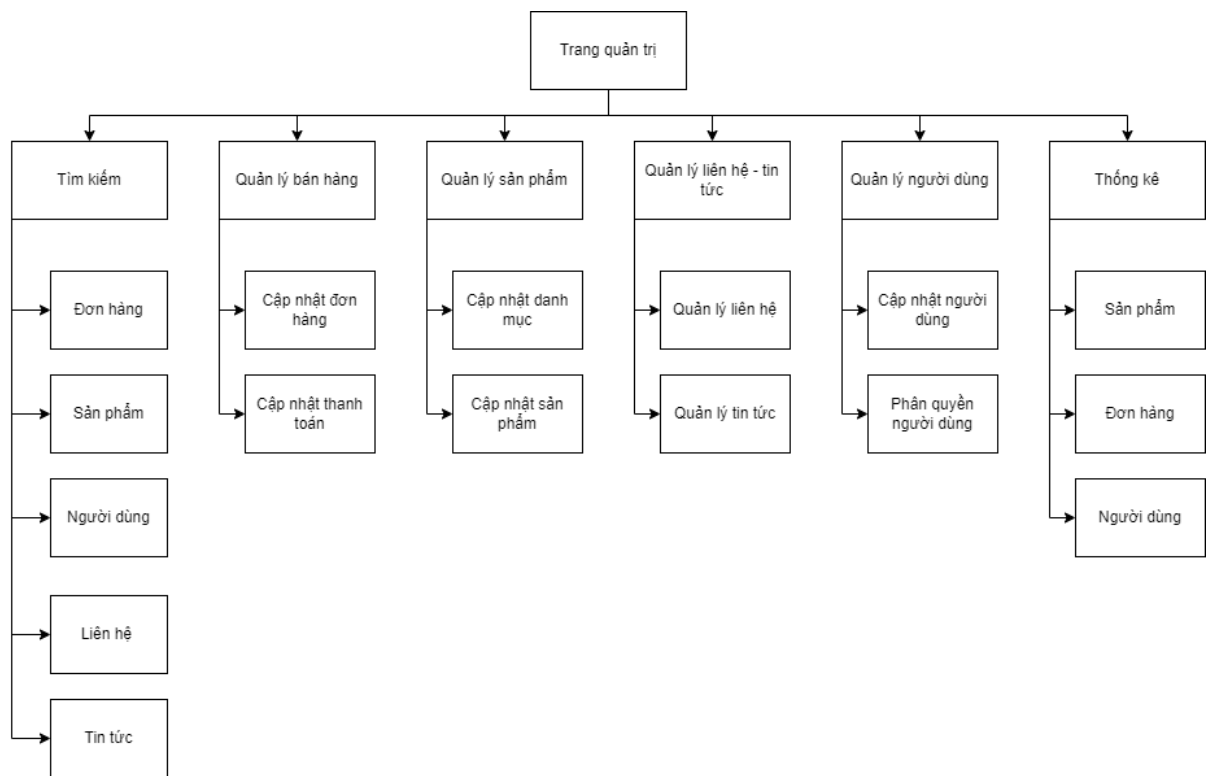 Trang quản trị
Tìm kiếm
Quản lý bán hàng
Quản lý sản phẩm
Quản lý liên hệ - tin
tức
Quản lý người dùng
Thống kê
Đơn hàng
Cập nhật đơn
hàng
Cập nhật danh
mục
Quản lý liên hệ
Cập nhật người
dùng
Sản phẩm
Sản phẩm
Cập nhật thanh
toán
Cập nhật sản
phẩm
Quản lý tin tức
Phân quyền
người dùng
Đơn hàng
Người dùng
Người dùng
Liên hệ
Tin tức